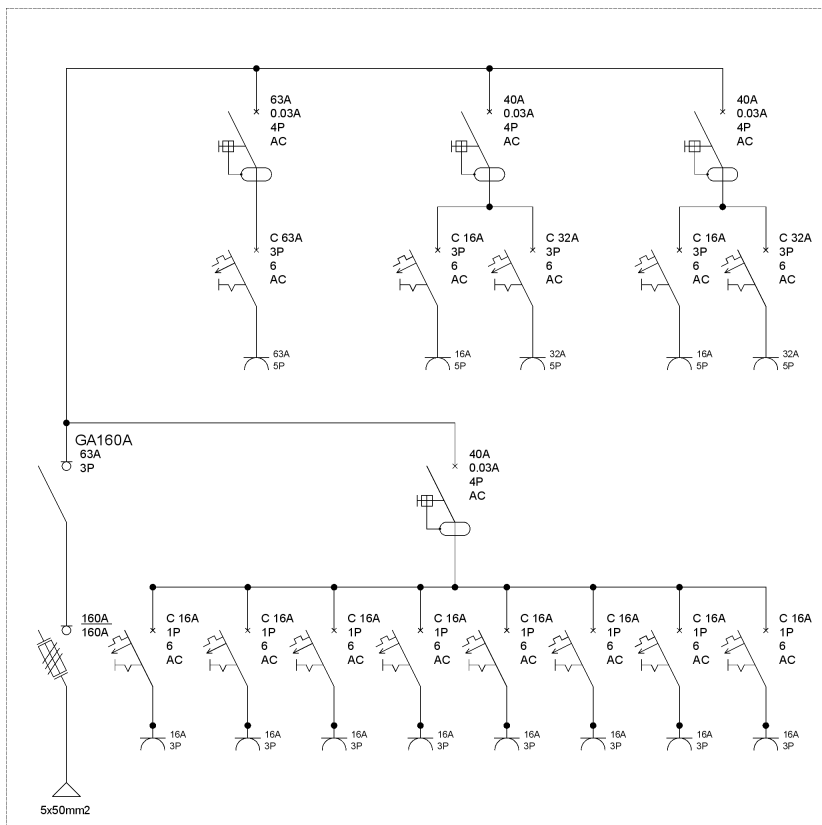 63A
0.03A
4P
AC
40A
0.03A
4P
AC
40A
0.03A
4P
AC
C 63A
3P
6
AC
C 16A
3P
6
AC
C 32A
3P
6
AC
C 16A
3P
6
AC
C 32A
3P
6
AC
63A
5P
16A
5P
32A
5P
16A
5P
32A
5P
GA160A
63A
3P
40A
0.03A
4P
AC
160A
160A
C 16A
1P
6
AC
C 16A
1P
6
AC
C 16A
1P
6
AC
C 16A
1P
6
AC
C 16A
1P
6
AC
C 16A
1P
6
AC
C 16A
1P
6
AC
C 16A
1P
6
AC
16A
3P
16A
3P
16A
3P
16A
3P
16A
3P
16A
3P
16A
3P
16A
3P
5x50mm2